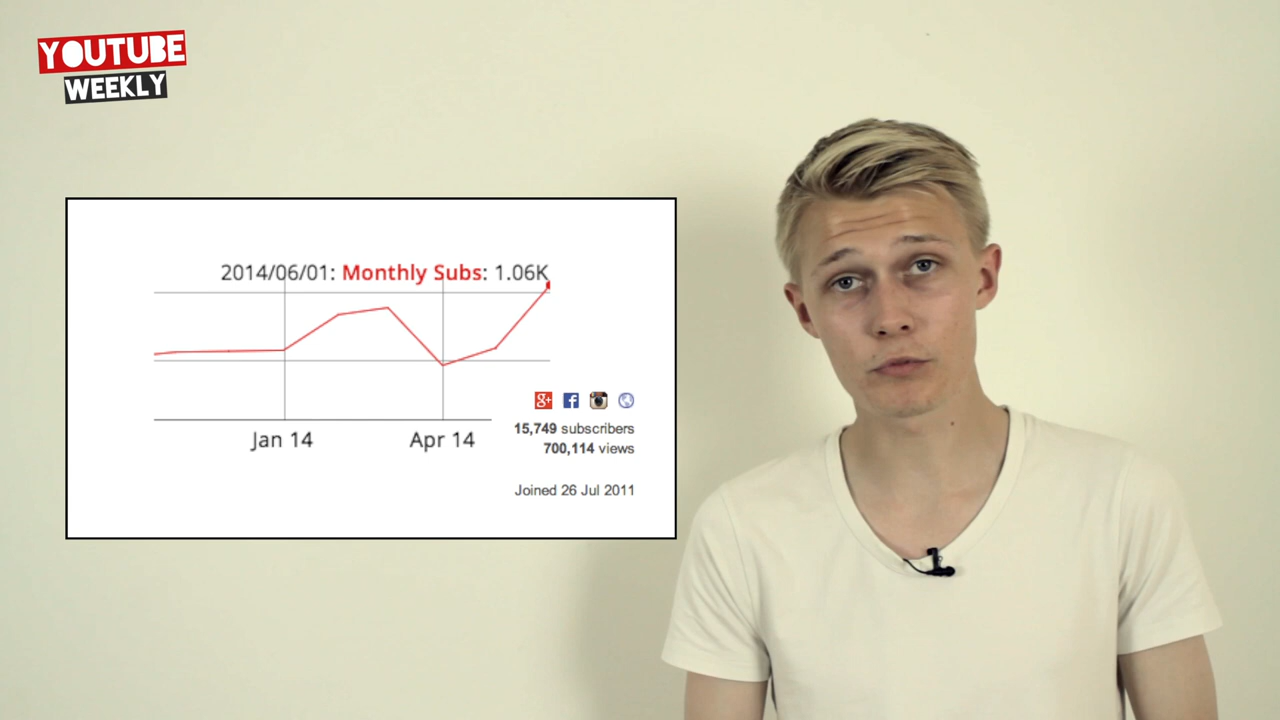 YOUTUBE
WEEKLY
2014/06/01: Monthly Subs: 1.06K
Jan 14
Apr 14
g+ f
15,749 subscribers
700,114 views
Joined 26 Jul 2011